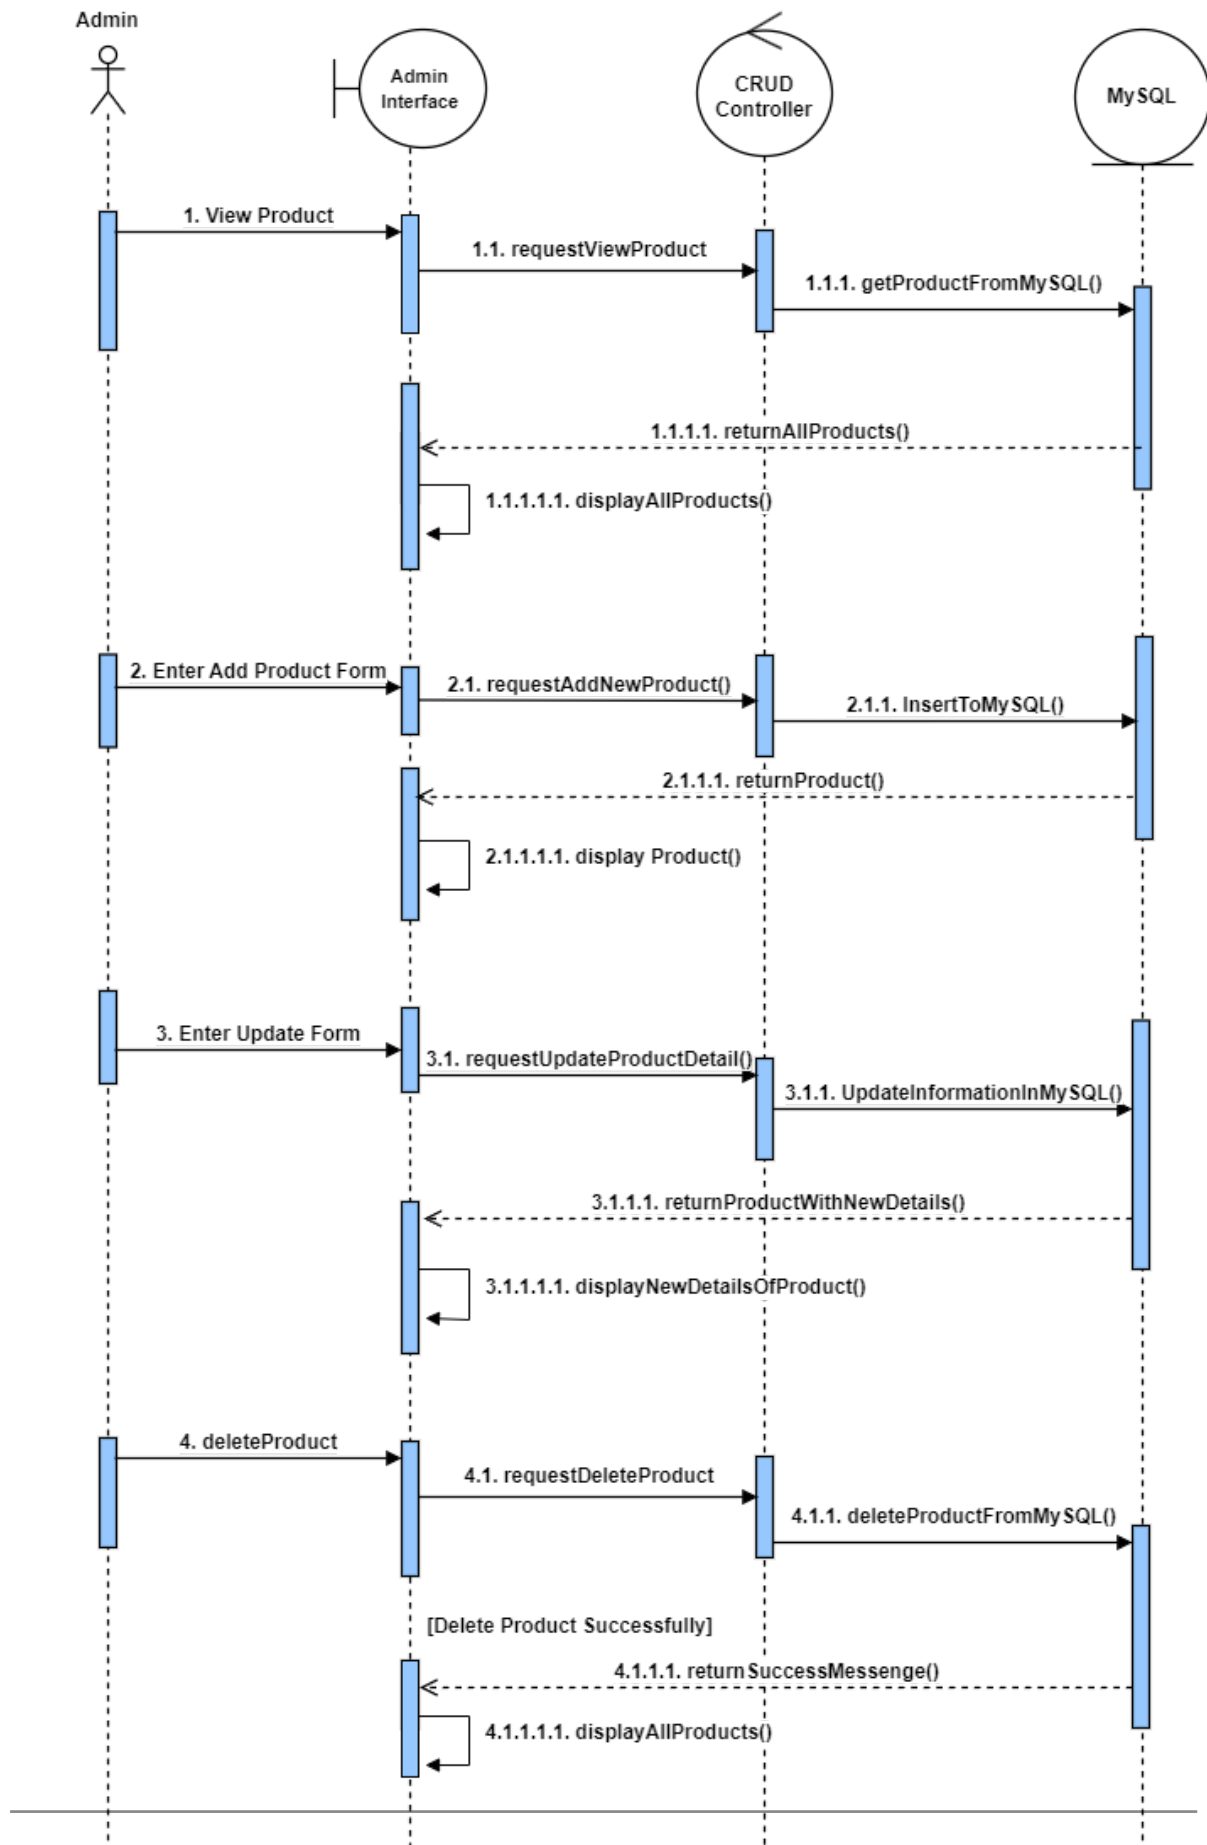 Admin
Admin
Interface
CRUD
Controller
MySQL
1. View Product
1.1. requestViewProduct
1.1.1. getProductFromMySQL()
1.1.1.1. returnAllProducts()
1.1.1.1.1. displayAllProducts()
2. Enter Add Product Form
2.1. requestAddNewProduct()
2.1.1. InsertToMySQL()
2.1.1.1. returnProduct()
2.1.1.1.1. display Product()
3. Enter Update Form
3.1. requestUpdateProductDetail()
3.1.1. UpdateInformationInMySQL()
3.1.1.1. returnProductWithNewDetails()
3.1.1.1.1. displayNewDetailsOfProduct()
4. deleteProduct
4.1. requestDeleteProduct
4.1.1. deleteProductFromMySQL()
[Delete Product Successfully]
4.1.1.1. returnSuccessMessenge()
4.1.1.1.1. displayAllProducts()